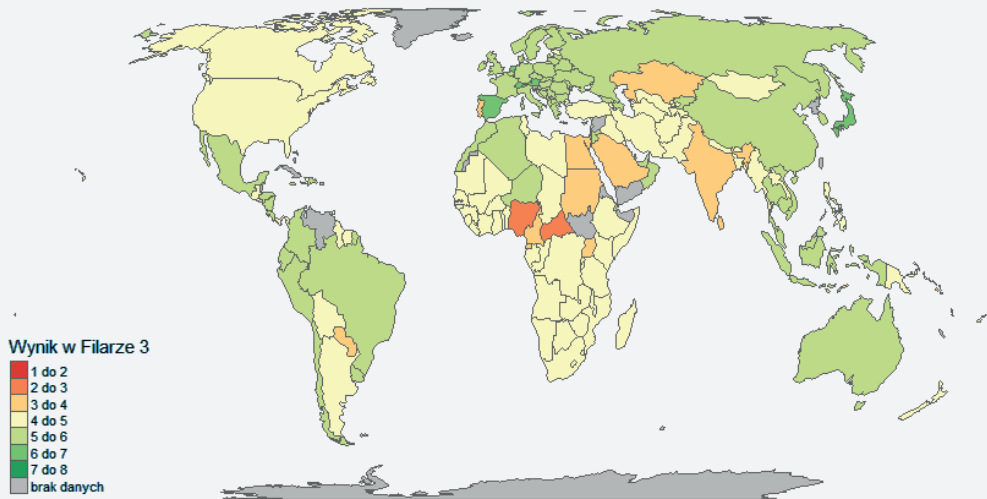 Wynik w Filarze 3
1 do 2
2 do 3
3 do 4
4 do 5
5 do 6
6 do 7
7 do 8
brak danych